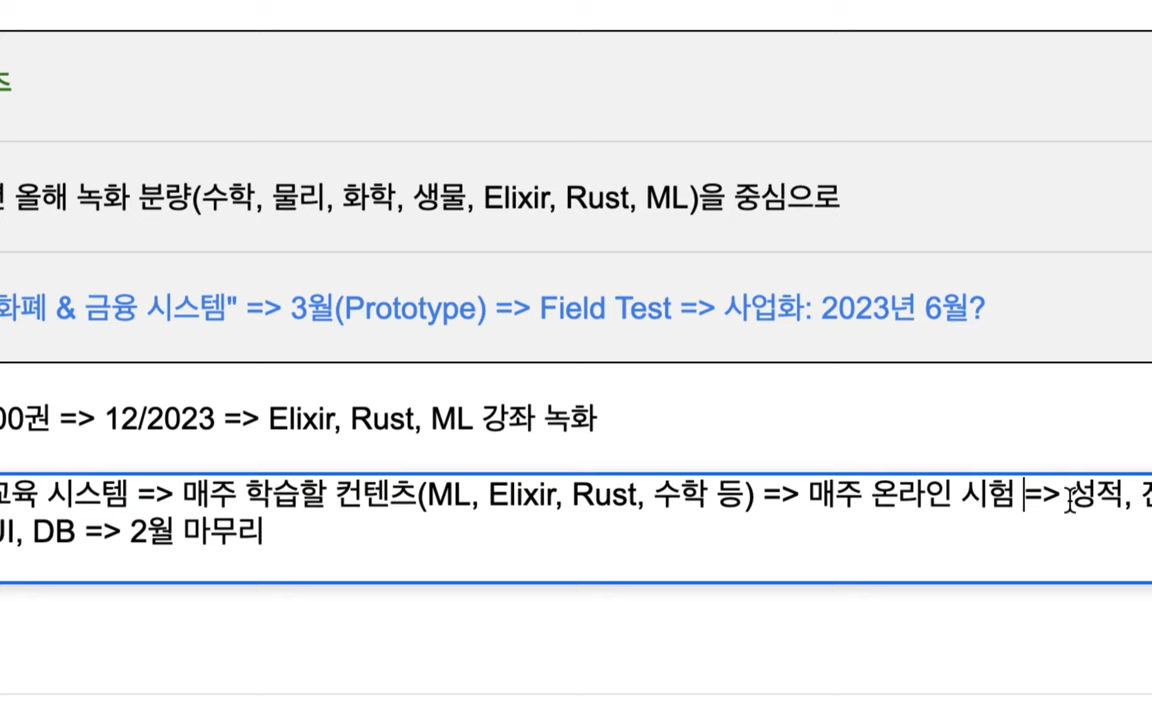 올해 녹화 분량(수학, 물리, 화학, 생물, Elixir, Rust, ML)을 중심으로
화폐 & 금융 시스템" => 3월(Prototype) => Field Test => 사업화: 2023년 6월?
00권 => 12/2023 => Elixir, Rust, ML 강좌 녹화
교육 시스템 => 매주 학습할 컨텐츠(ML, Elixir, Rust, 수학 등) => 매주 온라인 시험 => 성적,
UI, DB => 2월 마무리